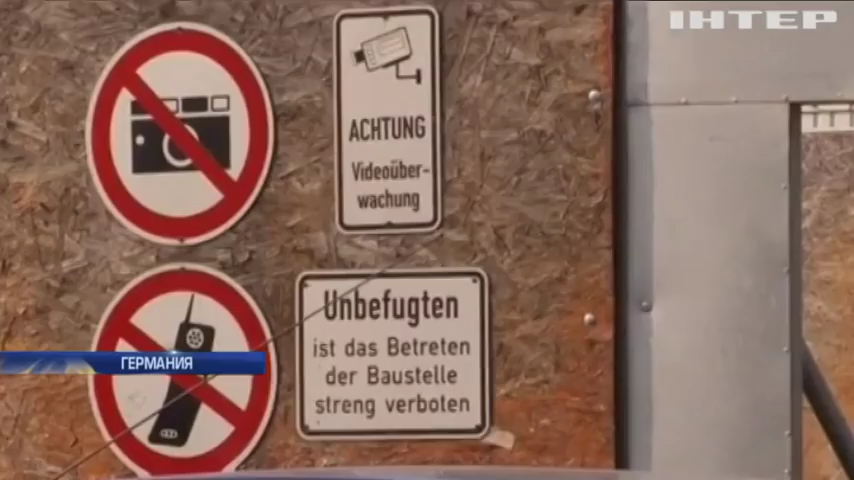 ІНТЕР
ACHTUNG
Videoüber-
wachung
Unbefugten
ist das Betreten
der Baustelle
streng verboten
ГЕРМАНИЯ